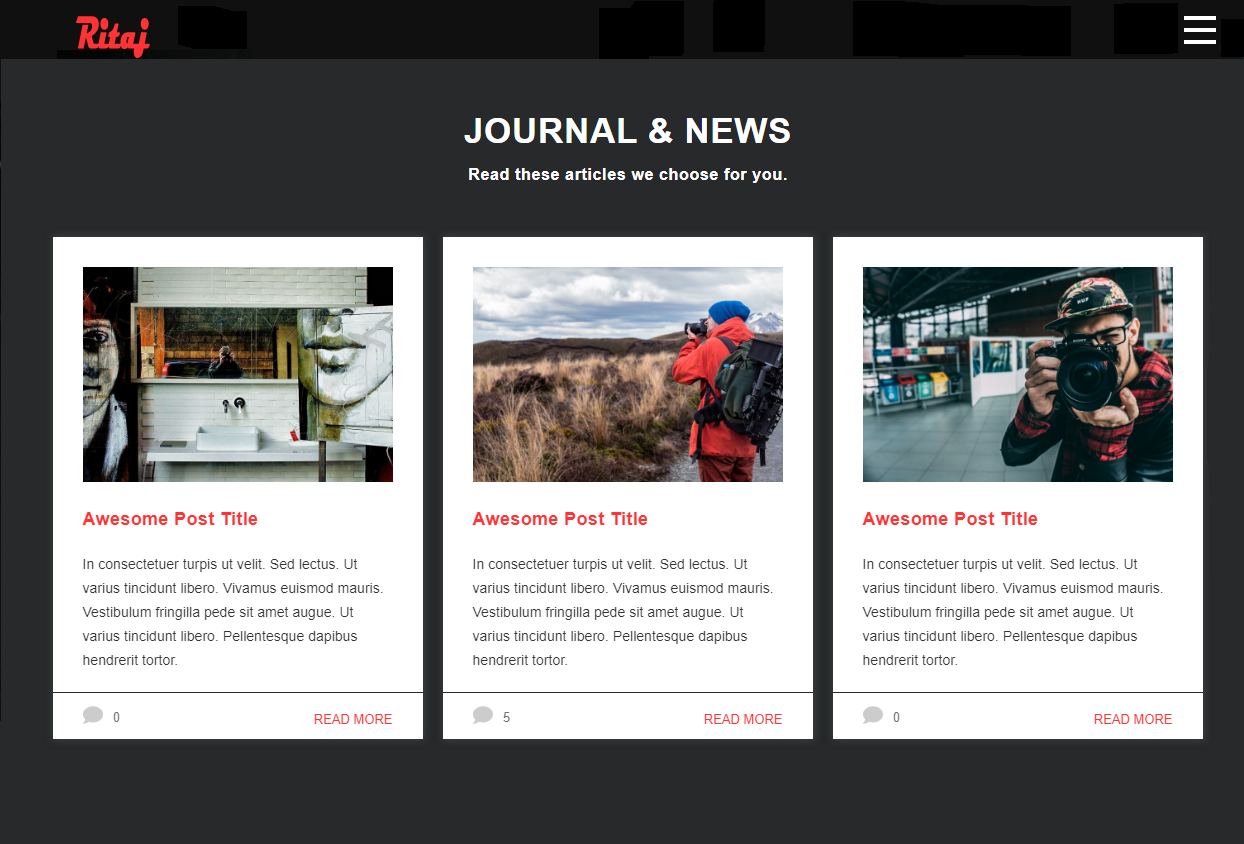 Ritaj
JOURNAL & NEWS
Read these articles we choose for you.
Awesome Post Title
In consectetuer turpis ut velit. Sed lectus. Ut
varius tincidunt libero. Vivamus euismod mauris.
Vestibulum fringilla pede sit amet augue. Ut
varius tincidunt libero. Pellentesque dapibus
hendrerit tortor.
0
READ MORE
Awesome Post Title
In consectetuer turpis ut velit. Sed lectus. Ut
varius tincidunt libero. Vivamus euismod mauris.
Vestibulum fringilla pede sit amet augue. Ut
varius tincidunt libero. Pellentesque dapibus
hendrerit tortor.
5
READ MORE
HUF
Awesome Post Title
In consectetuer turpis ut velit. Sed lectus. Ut
varius tincidunt libero. Vivamus euismod mauris.
Vestibulum fringilla pede sit amet augue. Ut
varius tincidunt libero. Pellentesque dapibus
hendrerit tortor.
0
READ MORE